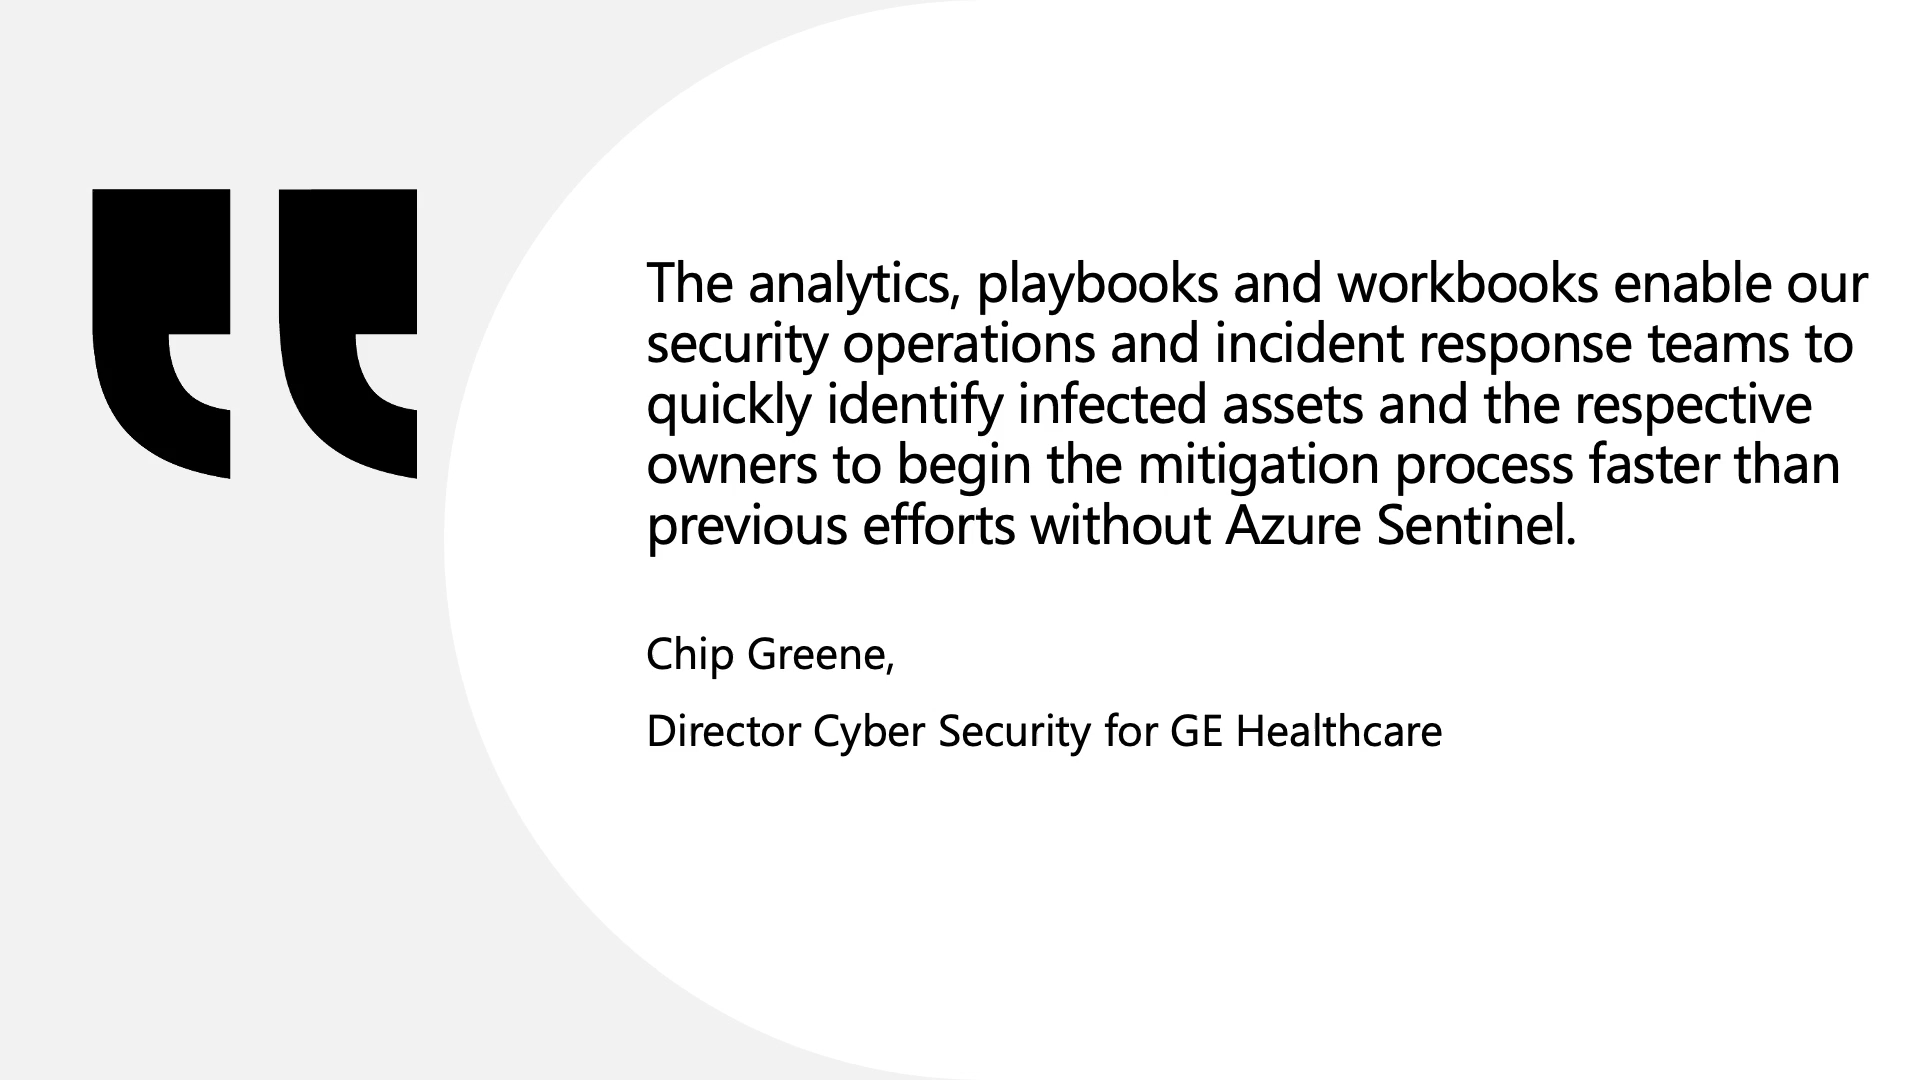 The analytics, playbooks and workbooks enable our
security operations and incident response teams to
quickly identify infected assets and the respective
owners to begin the mitigation process faster than
previous efforts without Azure Sentinel.
Chip Greene,
Director Cyber Security for GE Healthcare